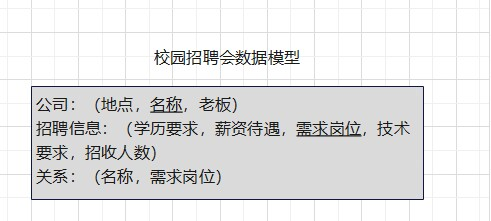 校园招聘会数据模型
公司：（地点，名称，老板）
招聘信息：（学历要求，薪资待遇，需求岗位，技术
要求，招收人数）
关系：（名称，需求岗位）